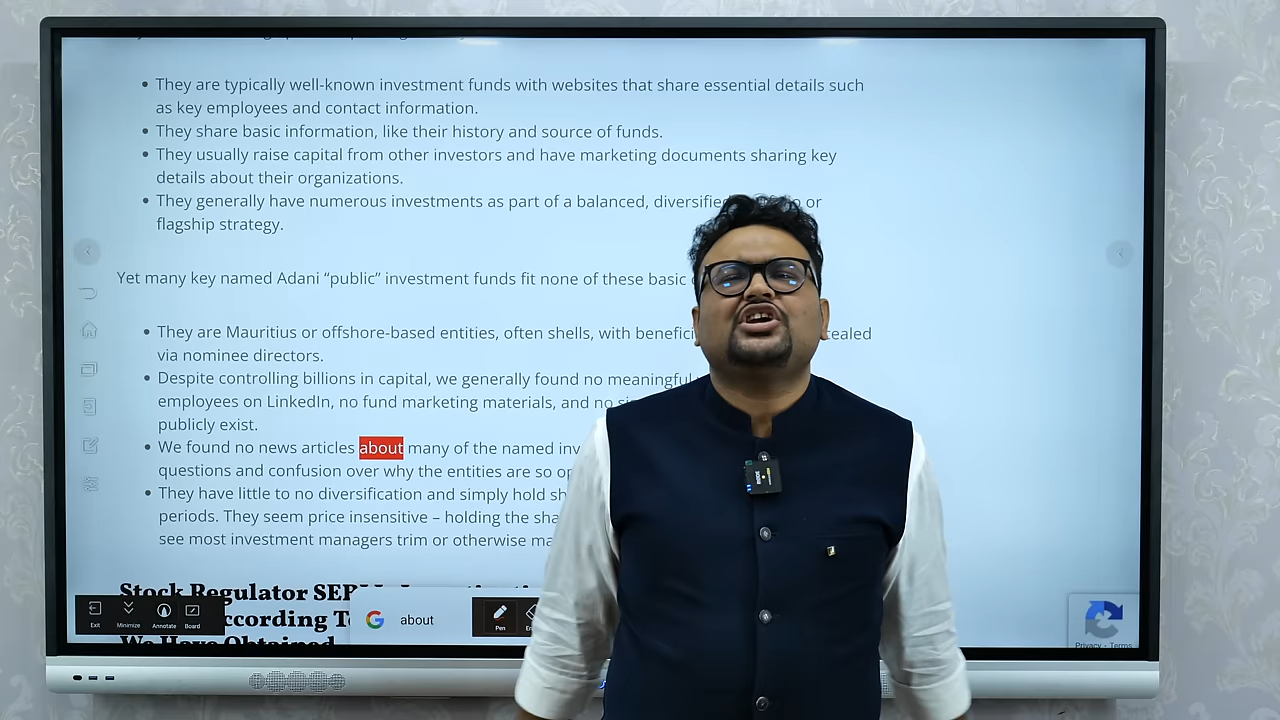 They are typically well-known investment funds with websites that share essential details such
as key employees and contact information.
They share basic information, like their history and source of funds.
They usually raise capital from other investors and have marketing documents sharing key
details about their organizations.
They generally have numerous investments as part of a balanced, or
flagship strategy.
Yet many key named Adani “public” investment funds fit none of these basic
They are Mauritius or offshore-based entities, often shells, with
via nominee directors.
Despite controlling billions in capital, we generally found no meaningful
employees on LinkedIn, no fund marketing materials, and no
publicly exist.
We found no news articles about many of the named
questions and confusion over why the entities are so
They have little to no diversification and simply hold
periods. They seem price insensitive – holding the
see most investment managers trim or otherwise
Stock Regulator
We Have Obtained
Exit
Minimize
Annotate
Board
about
Pen
Privacy - Terms